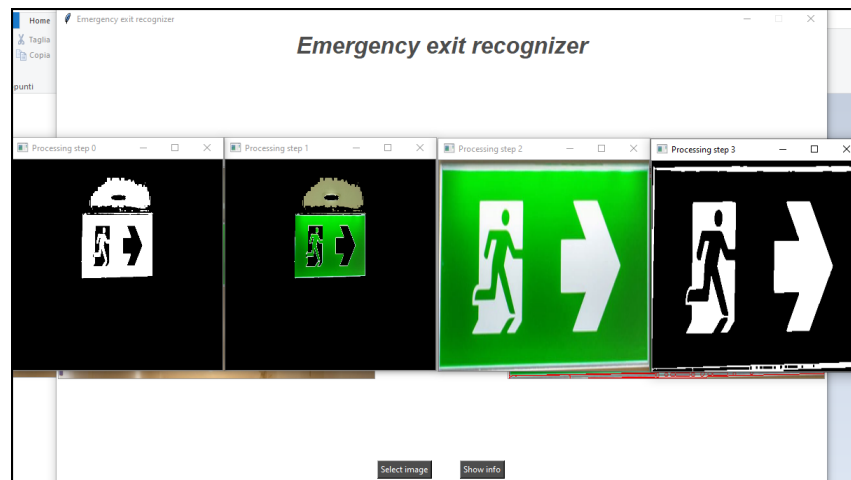 Home
Emergency exit recognizer
Taglia
Copia
punti
Emergency exit recognizer
Processing step 0
Processing step 1
Processing step 2
Processing step 3
Select image
Show info